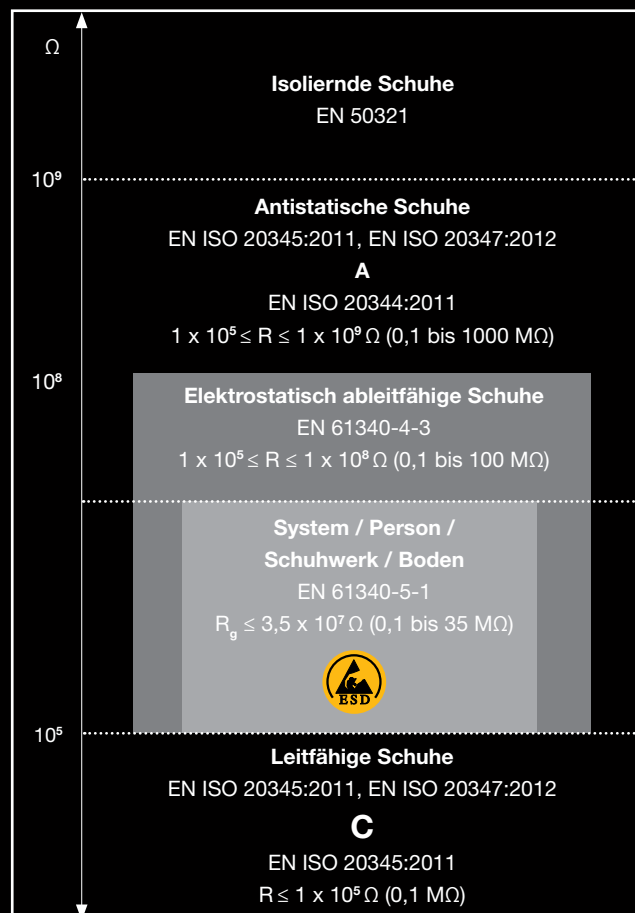 Ω
Isolierende Schuhe
EN 50321
10⁹
Antistatische Schuhe
EN ISO 20345:2011, EN ISO 20347:2012
A
EN ISO 20344:2011
1 x 10⁵ ≤ R ≤ 1 x 10⁹ Ω (0,1 bis 1000 MΩ)
10⁸
Elektrostatisch ableitfähige Schuhe
EN 61340-4-3
1 x 10⁵ ≤ R ≤ 1 x 10⁸ Ω (0,1 bis 100 MΩ)
System / Person /
Schuhwerk / Boden
EN 61340-5-1
R_g ≤ 3,5 x 10⁷ Ω (0,1 bis 35 MΩ)
ESD
10⁵
Leitfähige Schuhe
EN ISO 20345:2011, EN ISO 20347:2012
C
EN ISO 20345:2011
R ≤ 1 x 10⁵ Ω (0,1 MΩ)